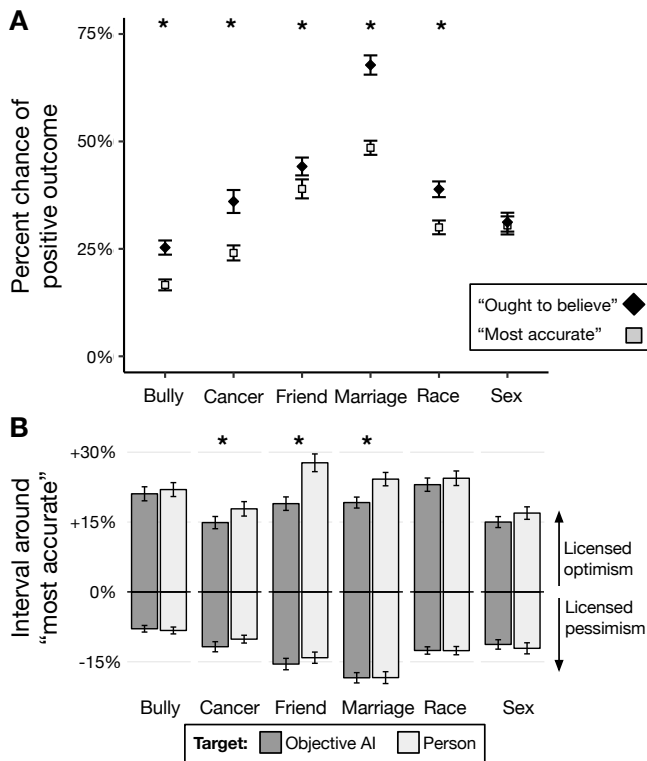 A
Percent chance of
positive outcome
75%
50%
25%
0%
* * * * *
"Ought to believe"
"Most accurate"
Bully Cancer Friend Marriage Race Sex
B
Interval around
"most accurate"
+30%
+15%
0%
-15%
* * *
Licensed
optimism
Licensed
pessimism
Bully Cancer Friend Marriage Race Sex
Target: Objective AI Person